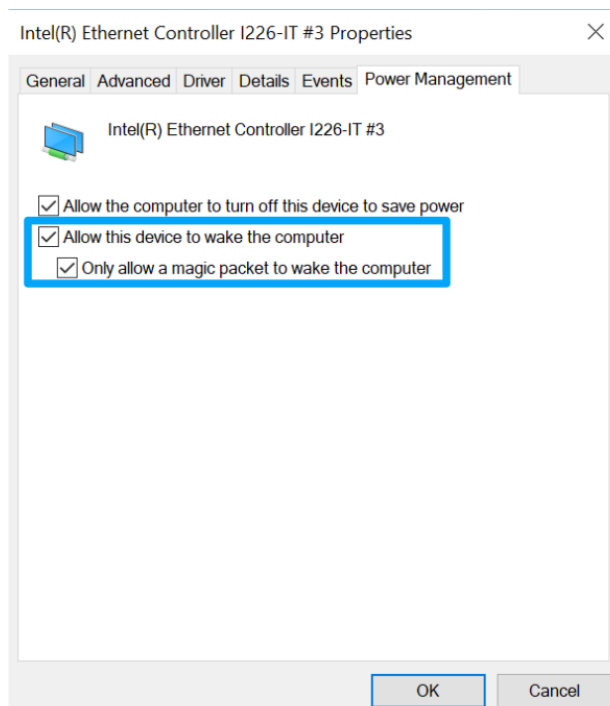 Intel(R) Ethernet Controller I226-IT #3 Properties
General Advanced Driver Details Events Power Management
Intel(R) Ethernet Controller I226-IT #3
Allow the computer to turn off this device to save power
Allow this device to wake the computer
Only allow a magic packet to wake the computer
OK Cancel